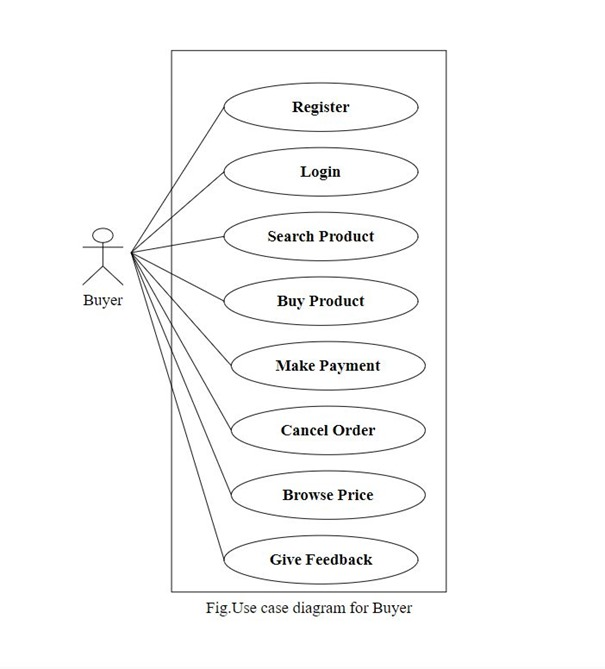 Register
Login
Search Product
Buyer
Buy Product
Make Payment
Cancel Order
Browse Price
Give Feedback
Fig.Use case diagram for Buyer